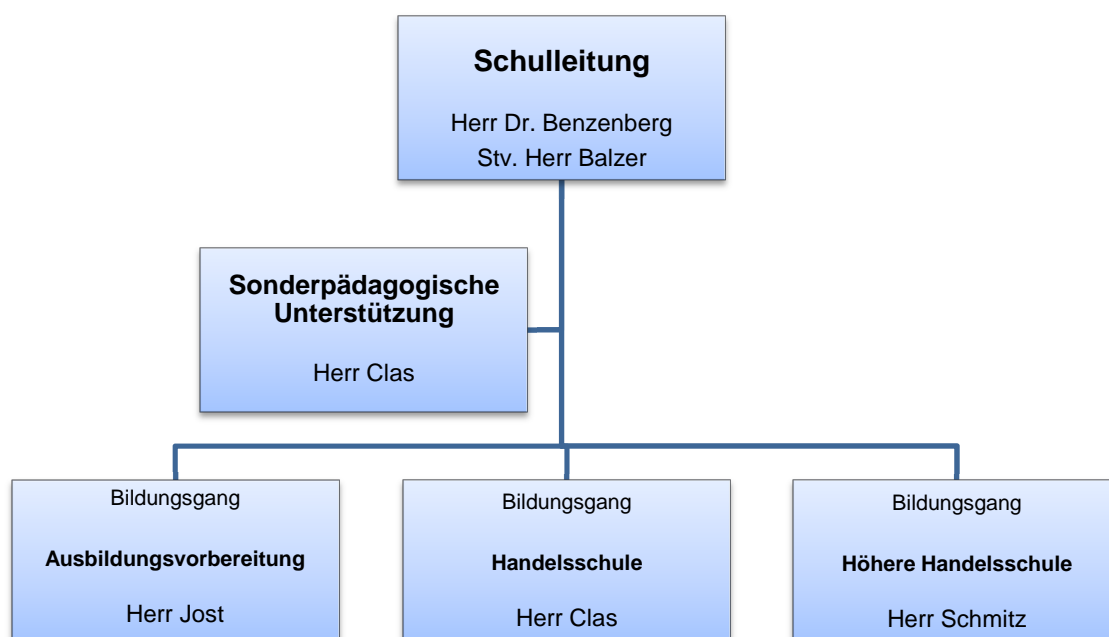 Schulleitung
Herr Dr. Benzenberg
Stv. Herr Balzer
Sonderpädagogische
Unterstützung
Herr Clas
Bildungsgang
Ausbildungsvorbereitung
Herr Jost
Bildungsgang
Handelsschule
Herr Clas
Bildungsgang
Höhere Handelsschule
Herr Schmitz